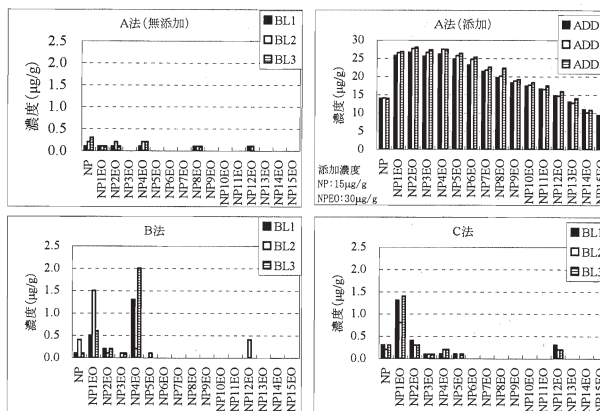 A法(無添加)
BL1
BL2
BL3
濃度(μg/g)
2.5
2.0
1.5
1.0
0.5
0.0
NP
NP1EO
NP2EO
NP3EO
NP4EO
NP5EO
NP6EO
NP7EO
NP8EO
NP9EO
NP10EO
NP11EO
NP12EO
NP13EO
NP14EO
NP15EO
A法(添加)
ADD
ADD
ADD
濃度(μg/g)
30
25
20
15
10
5
0
NP
NP1EO
NP2EO
NP3EO
NP4EO
NP5EO
NP6EO
NP7EO
NP8EO
NP9EO
NP10EO
NP11EO
NP12EO
NP13EO
NP14EO
NP15EO
添加濃度
NP:15μg/g
NPEO:30μg/g
B法
BL1
BL2
BL3
濃度(μg/g)
2.5
2.0
1.5
1.0
0.5
0.0
NP
NP1EO
NP2EO
NP3EO
NP4EO
NP5EO
NP6EO
NP7EO
NP8EO
NP9EO
NP10EO
NP11EO
NP12EO
NP13EO
NP14EO
NP15EO
C法
BL1
BL2
BL3
濃度(μg/g)
2.5
2.0
1.5
1.0
0.5
0.0
NP
NP1EO
NP2EO
NP3EO
NP4EO
NP5EO
NP6EO
NP7EO
NP8EO
NP9EO
NP10EO
NP11EO
NP12EO
NP13EO
NP14EO
NP15EO